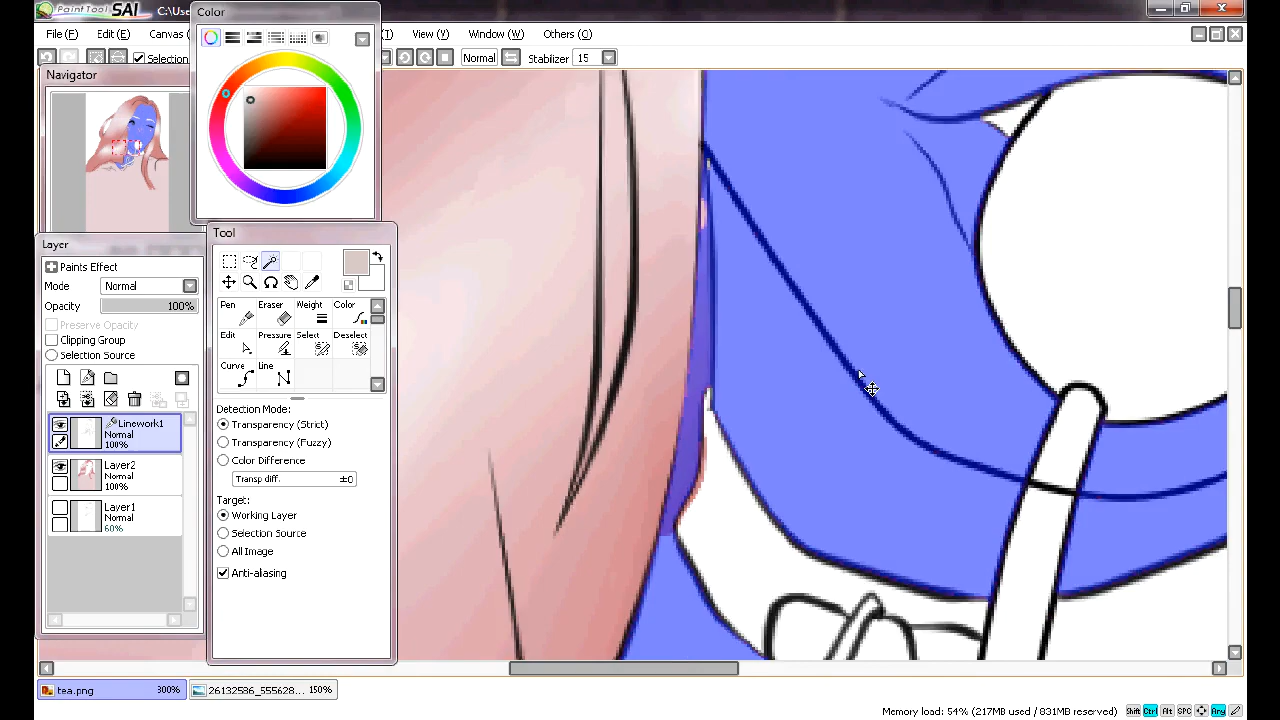 PaintTool SAI C:\Use
Color
File (F) Edit (E) Canvas (T) View (V) Window (W) Others (O)
Selection Normal Stabilizer 15
Navigator
Tool
Layer
Paints Effect
Mode Normal
Opacity 100%
Preserve Opacity
Clipping Group
Selection Source
Linework1
Normal
100%
Layer2
Normal
100%
Layer1
Normal
60%
Pen Eraser Weight Color
Edit Pressure Select Deselect
Curve Line
Detection Mode:
Transparency (Strict)
Transparency (Fuzzy)
Color Difference
Transp diff. ±0
Target:
Working Layer
Selection Source
All Image
Anti-aliasing
tea.png 300% 26132586_555628... 150%
Memory load: 54% (217MB used / 831MB reserved) Shift Ctrl Alt SPC Any